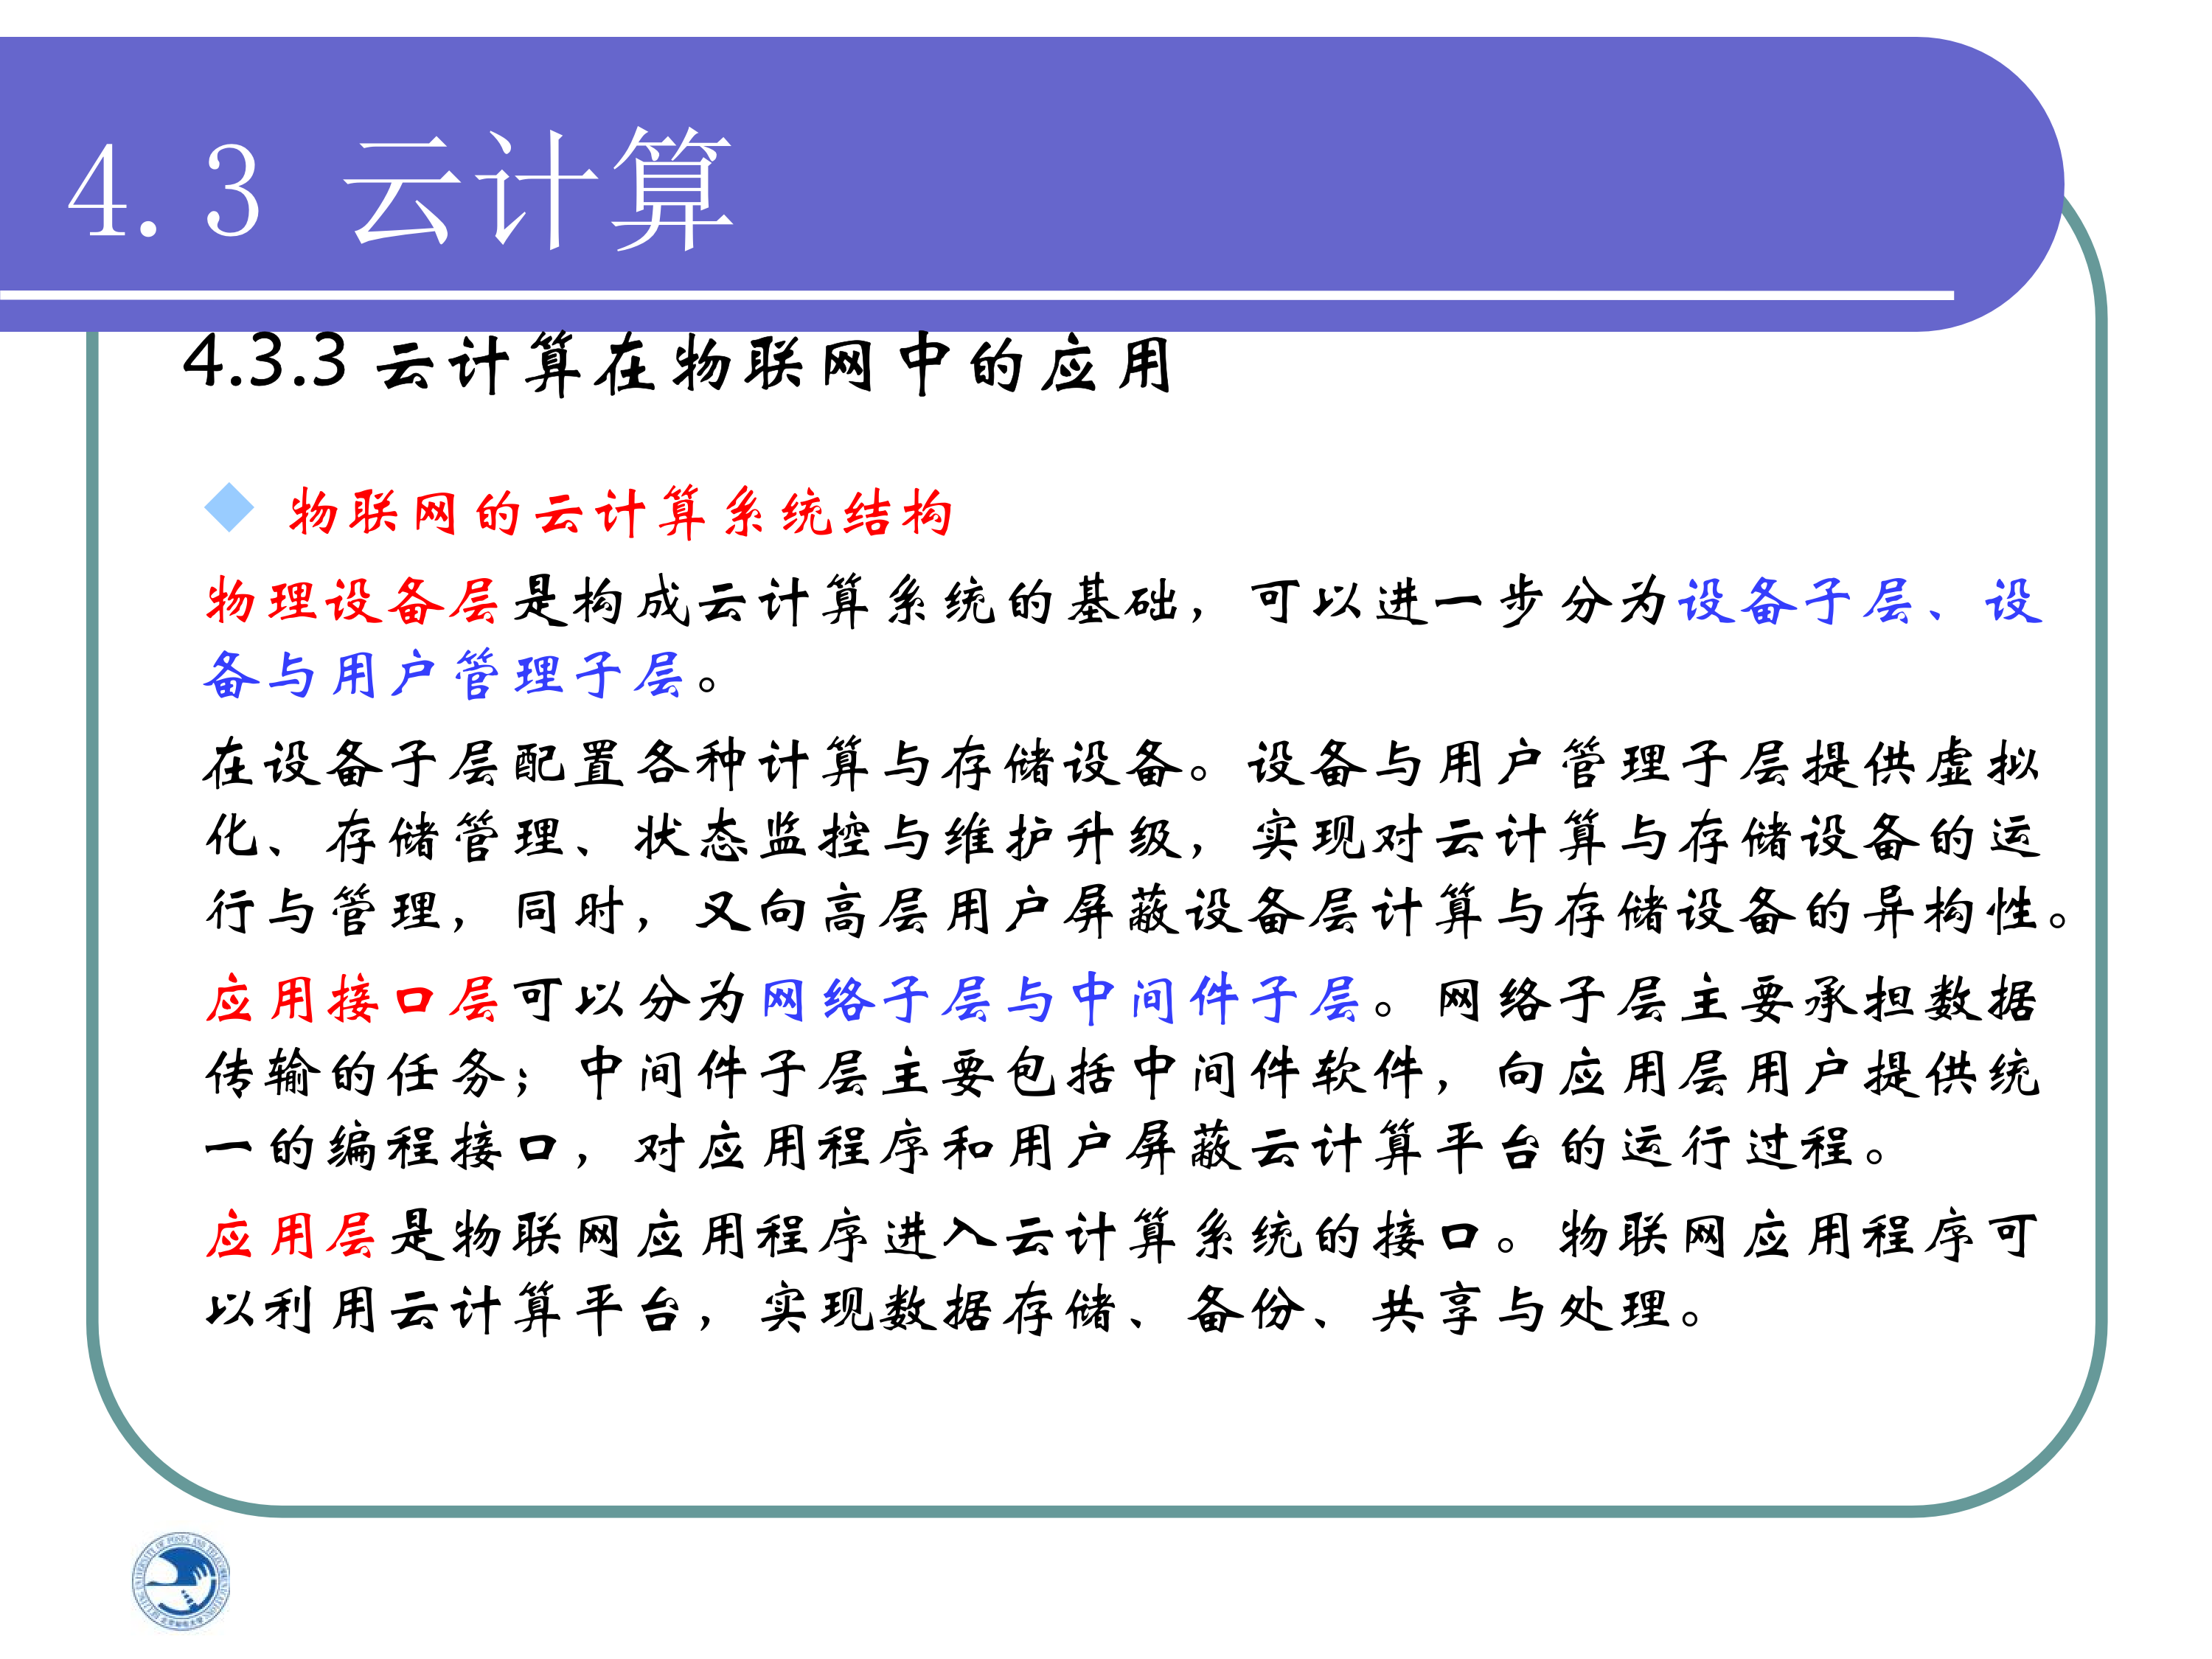 4.3 云计算
4.3.3 云计算在物联网中的应用
物联网的云计算系统结构
物理设备层是构成云计算系统的基础，可以进一步分为设备子层、设
备与用户管理子层。
在设备子层配置各种计算与存储设备。设备与用户管理子层提供虚拟
化、存储管理、状态监控与维护升级，实现对云计算与存储设备的运
行与管理，同时，又向高层用户屏蔽设备层计算与存储设备的异构性。
应用接口层可以分为网络子层与中间件子层。网络子层主要承担数据
传输的任务；中间件子层主要包括中间件软件，向应用层用户提供统
一的编程接口，对应用程序和用户屏蔽云计算平台的运行过程。
应用层是物联网应用程序进入云计算系统的接口。物联网应用程序可
以利用云计算平台，实现数据存储、备份、共享与处理。